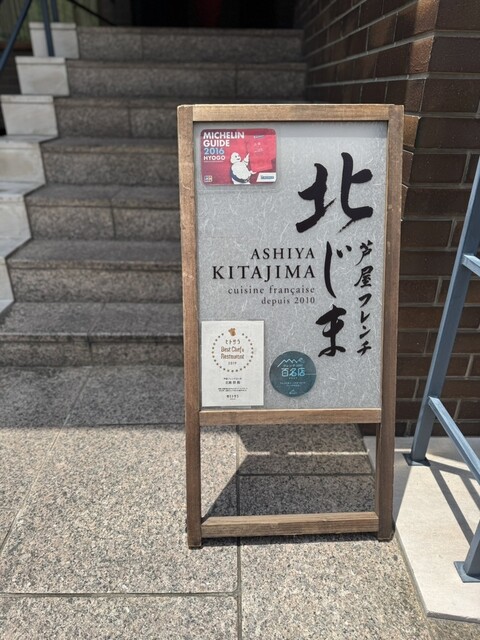 MICHELIN
GUIDE
2016
HYOGO
北じま
芦屋フレンチ
ASHIYA
KITAJIMA
cuisine française
depuis 2010
Best Chef &
Restaurant
百名店